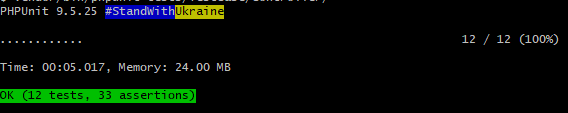 PHPUnit 9.5.25 #StandWithUkraine
............ 12 / 12 (100%)
Time: 00:05.017, Memory: 24.00 MB
OK (12 tests, 33 assertions)